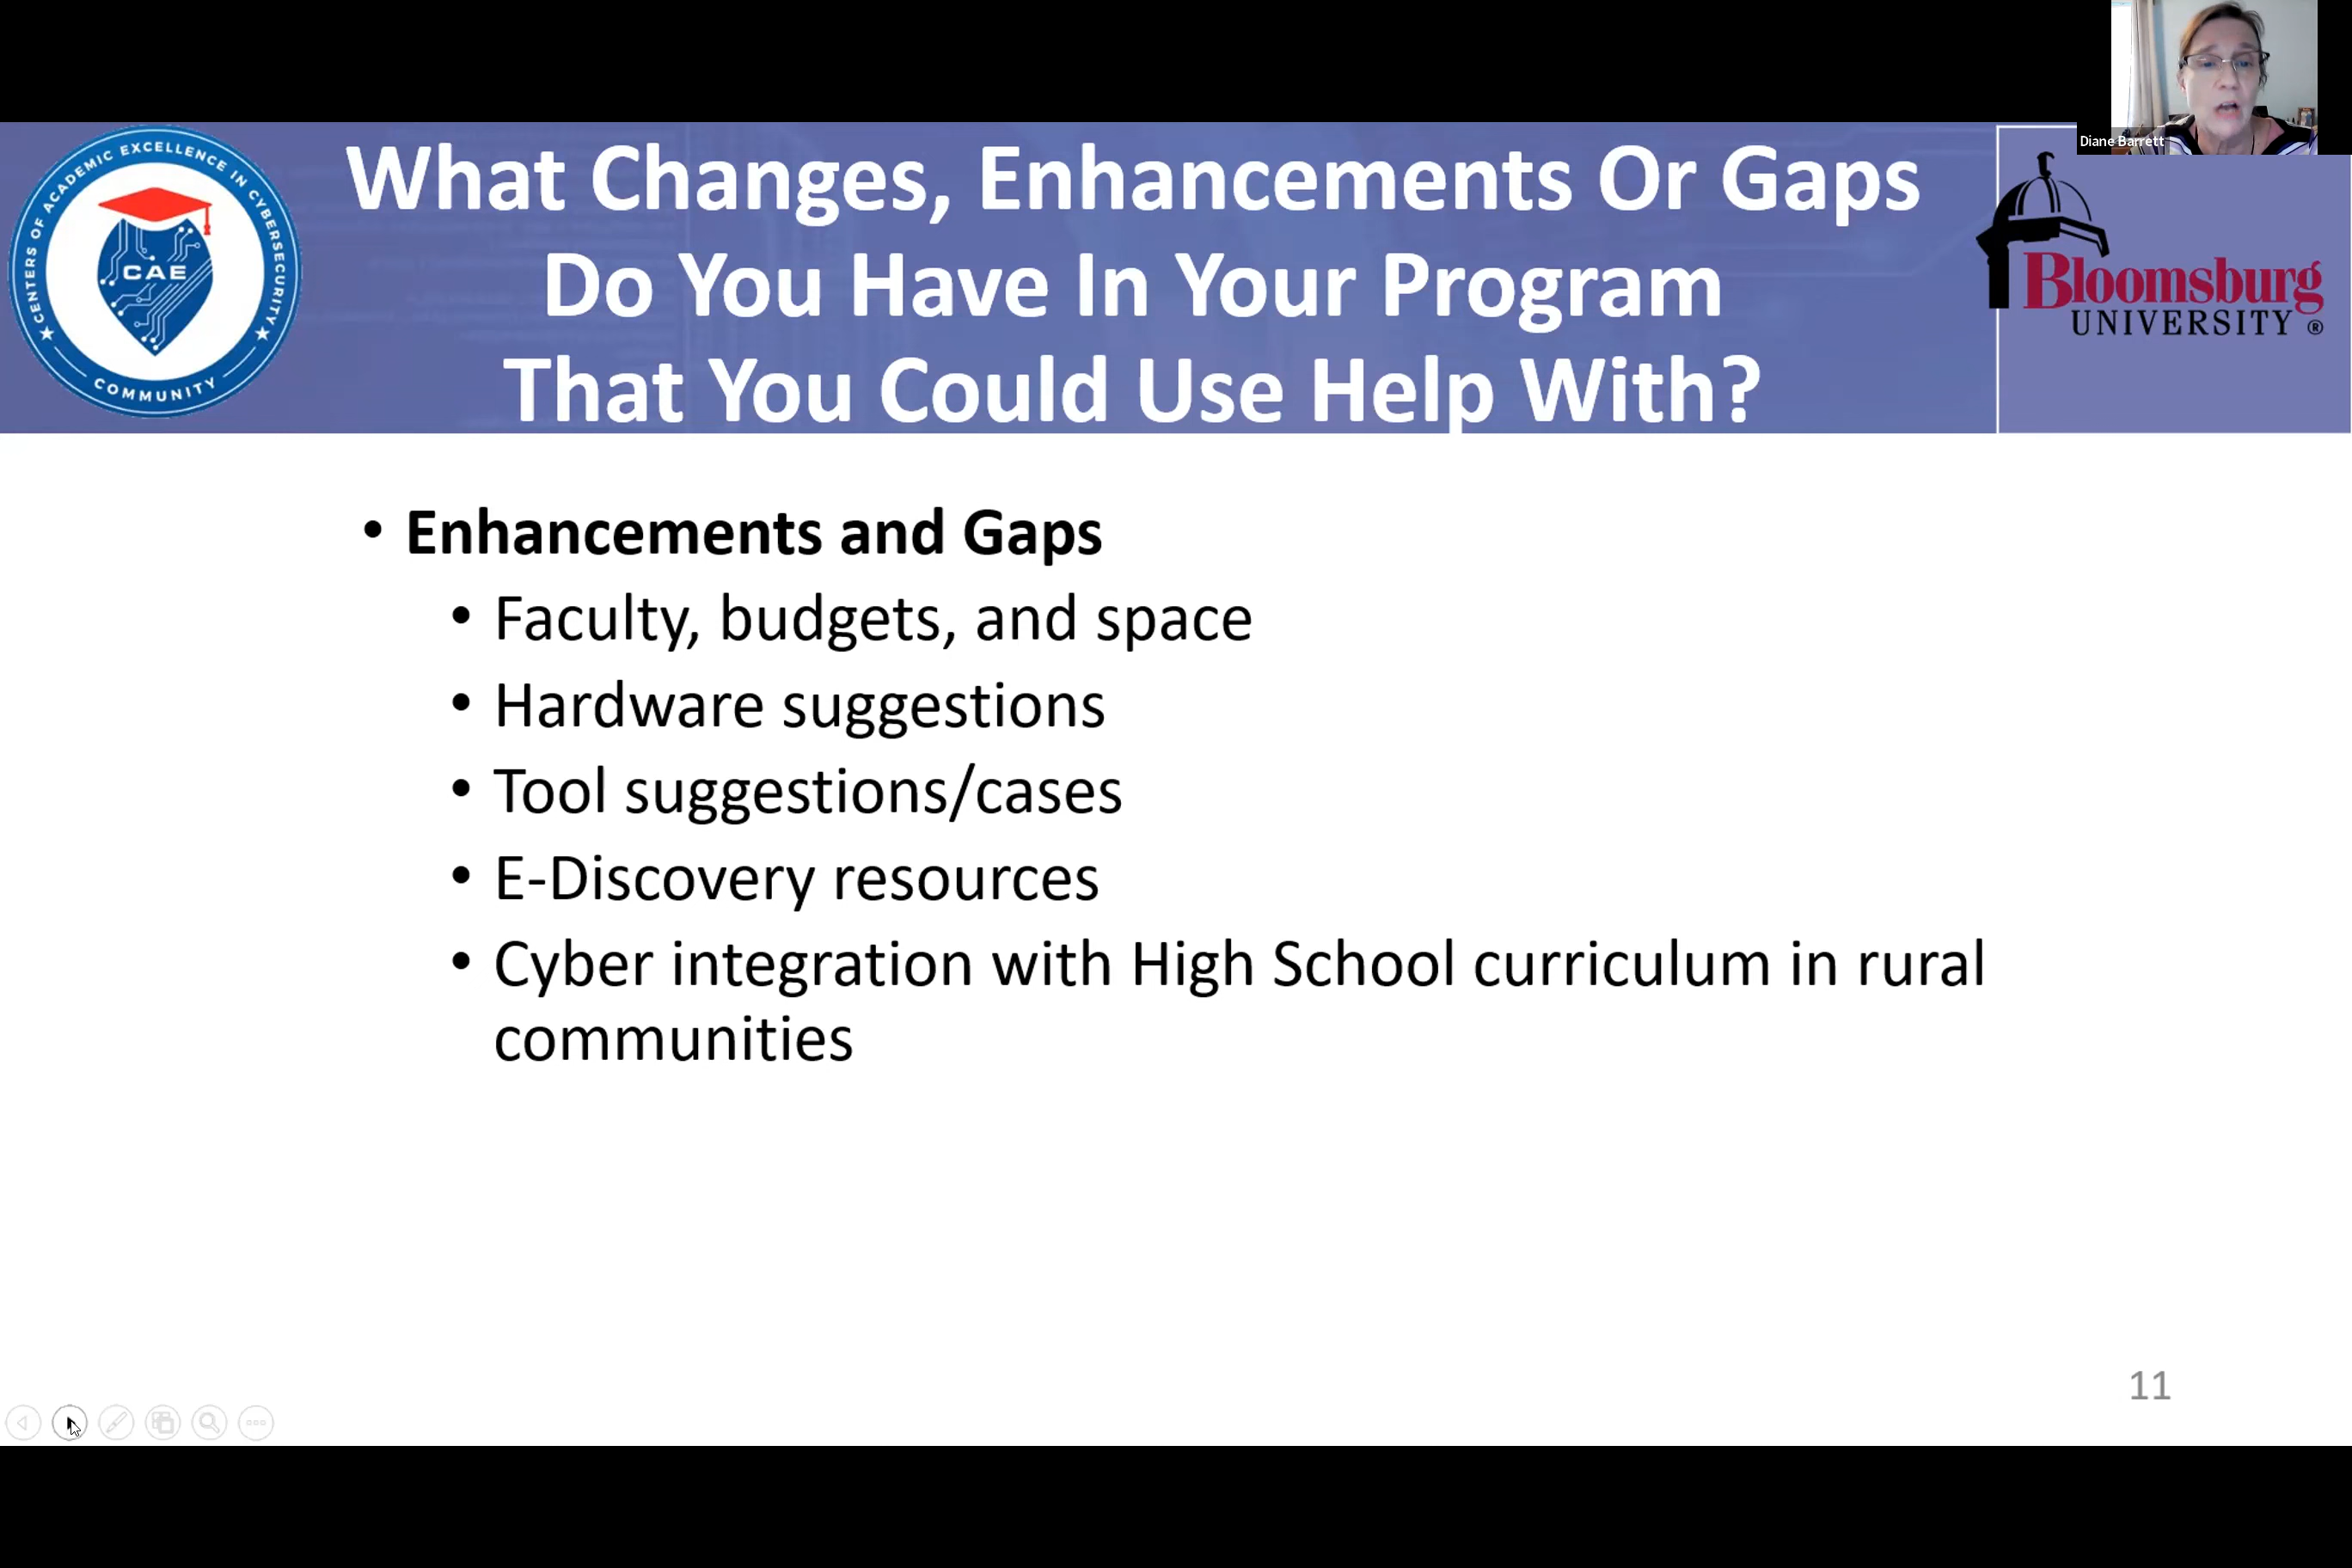 Diane Barrett
CENTERS OF ACADEMIC EXCELLENCE IN CYBERSECURITY
CAE
COMMUNITY
What Changes, Enhancements Or Gaps
Do You Have In Your Program
That You Could Use Help With?
Bloomsburg
UNIVERSITY ®
• Enhancements and Gaps
• Faculty, budgets, and space
• Hardware suggestions
• Tool suggestions/cases
• E-Discovery resources
• Cyber integration with High School curriculum in rural
communities
11